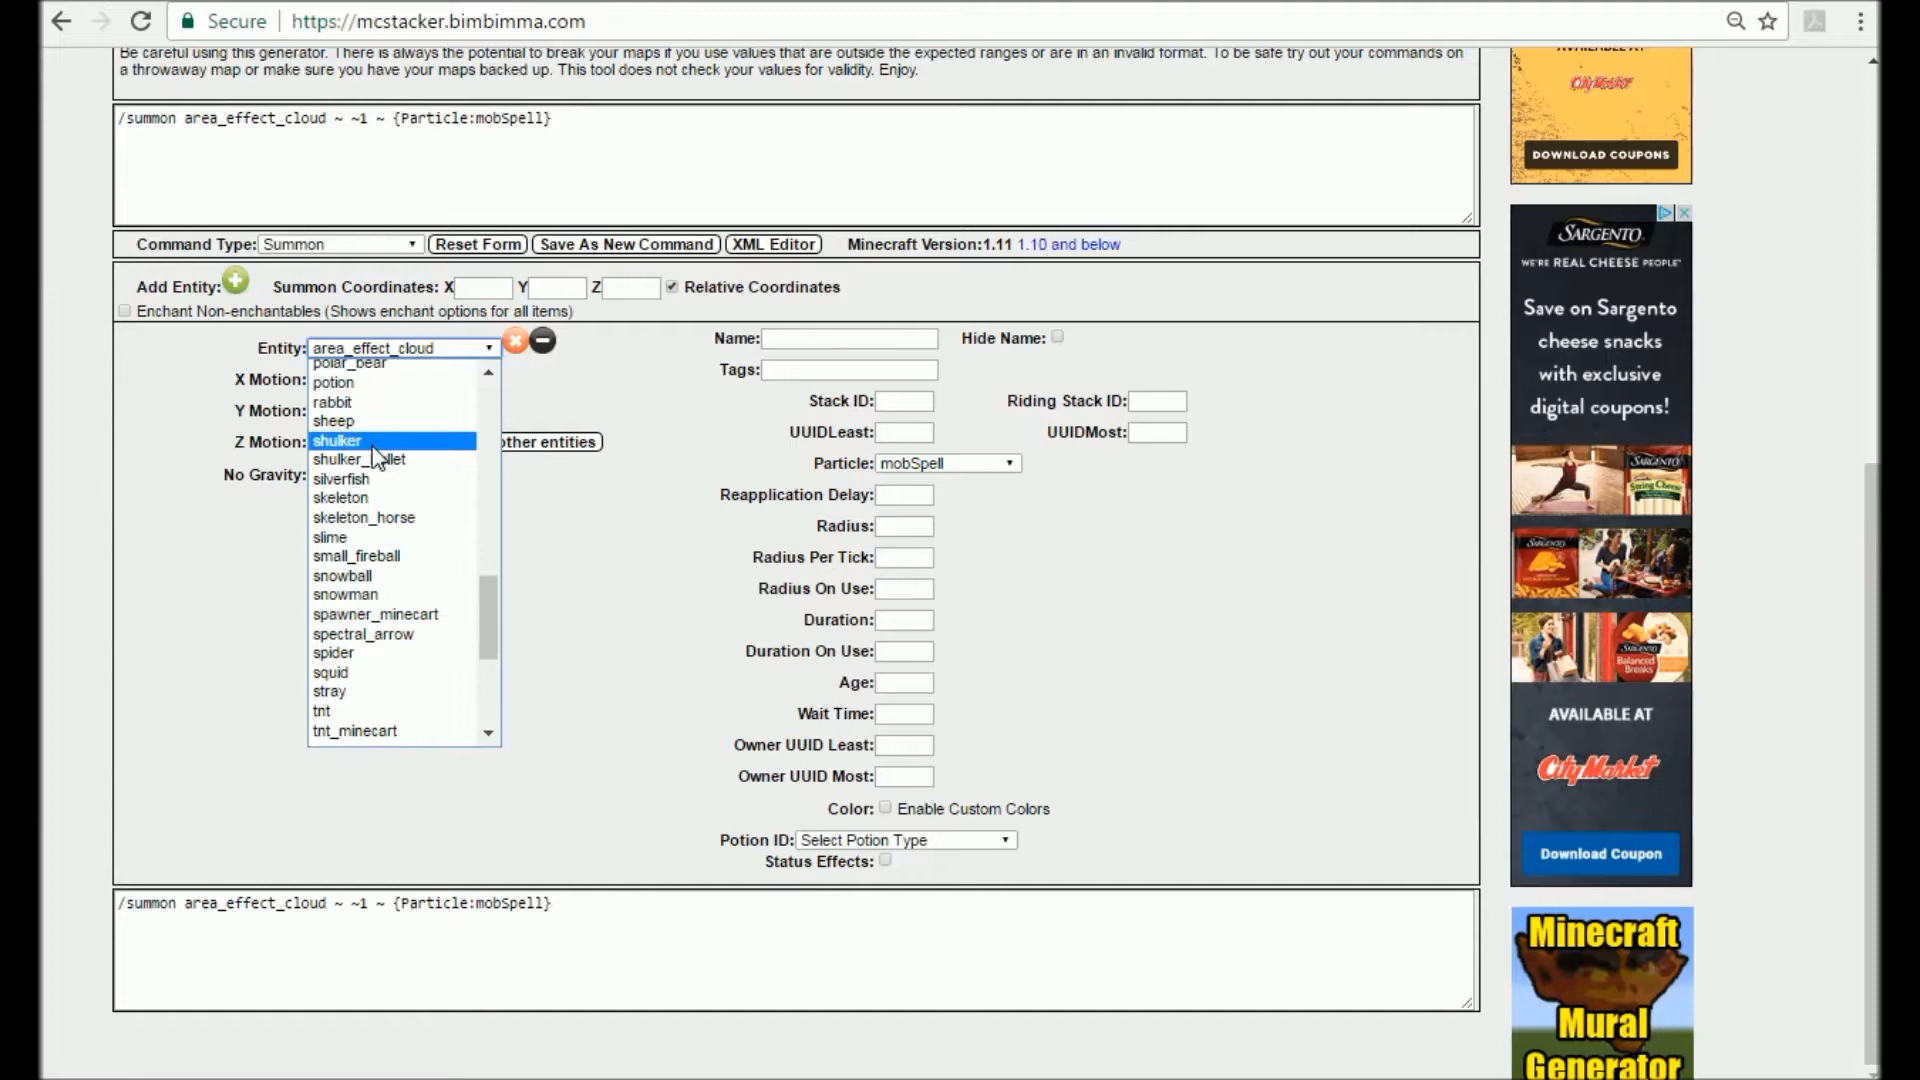 Secure
https://mcstacker.bimbimma.com
Be careful using this generator. There is always the potential to break your maps if you use values that are outside the expected ranges or are in an invalid format. To be safe try out your commands
on a throwaway map or make sure you have your maps backed up. This tool does not check your values for validity. Enjoy.
/summon area_effect_cloud ~ ~1 ~ {Particle:mobSpell}
Command Type: Summon Reset Form Save As New Command XML Editor Minecraft Version:1.11 1.10 and below
Add Entity: Summon Coordinates: X Y Z Relative Coordinates
Enchant Non-enchantables (Shows enchant options for all items)
Entity: area_effect_cloud
X Motion:
Y Motion:
Z Motion: other entities
No Gravity:
polar_bear
potion
rabbit
sheep
shulker
silverfish
skeleton
skeleton_horse
slime
small_fireball
snowball
snowman
spawner_minecart
spectral_arrow
spider
squid
stray
tnt
tnt_minecart
Name: Hide Name:
Tags:
Stack ID: Riding Stack ID:
UUIDLeast: UUIDMost:
Particle: mobSpell
Reapplication Delay:
Radius:
Radius Per Tick:
Radius On Use:
Duration:
Duration On Use:
Age:
Wait Time:
Owner UUID Least:
Owner UUID Most:
Color: Enable Custom Colors
Potion ID: Select Potion Type
Status Effects:
/summon area_effect_cloud ~ ~1 ~ {Particle:mobSpell}
AVAILABLE AT
City Market
DOWNLOAD COUPONS
SARGENTO
WE'RE REAL CHEESE PEOPLE
Save on Sargento
cheese snacks
with exclusive
digital coupons!
AVAILABLE AT
City Market
Download Coupon
Minecraft
Mural
Generator